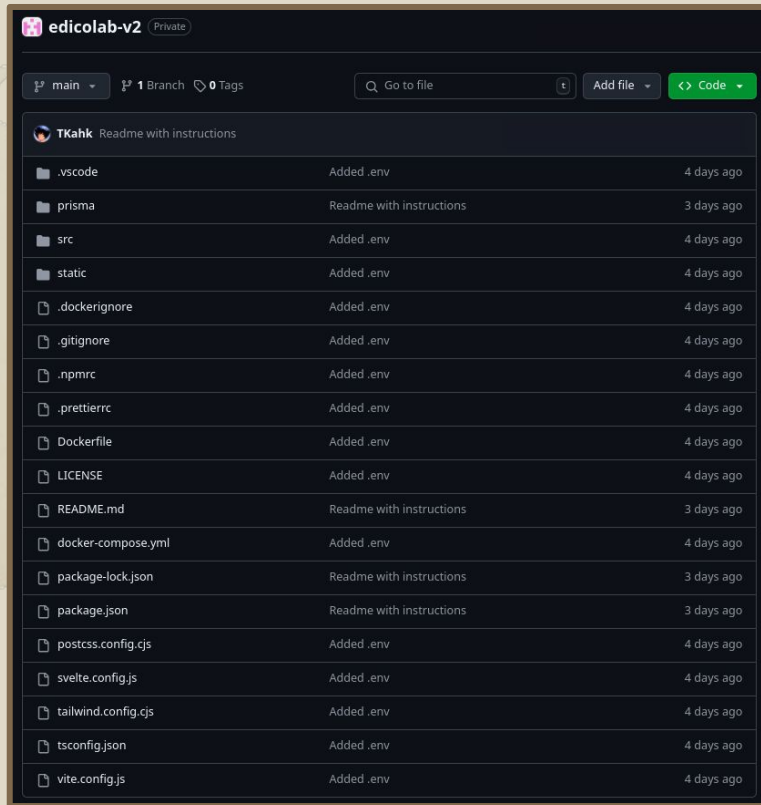 edicolab-v2 Private
main 1 Branch 0 Tags Go to file t Add file Code
TKahk Readme with instructions
.vscode Added .env 4 days ago
prisma Readme with instructions 3 days ago
src Added .env 4 days ago
static Added .env 4 days ago
.dockerignore Added .env 4 days ago
.gitignore Added .env 4 days ago
.npmrc Added .env 4 days ago
.prettierrc Added .env 4 days ago
Dockerfile Added .env 4 days ago
LICENSE Added .env 4 days ago
README.md Readme with instructions 3 days ago
docker-compose.yml Added .env 4 days ago
package-lock.json Readme with instructions 3 days ago
package.json Readme with instructions 3 days ago
postcss.config.cjs Added .env 4 days ago
svelte.config.js Added .env 4 days ago
tailwind.config.cjs Added .env 4 days ago
tsconfig.json Added .env 4 days ago
vite.config.js Added .env 4 days ago